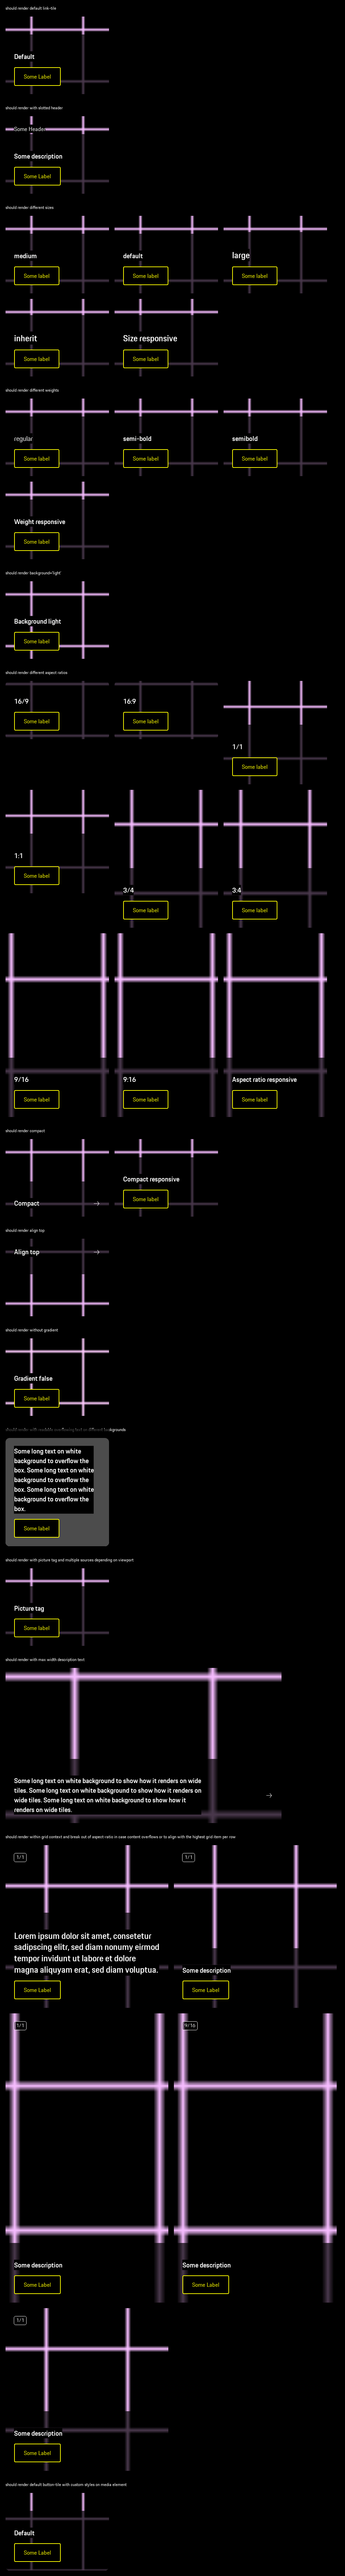 should render default link-tile
Default
Some Label
should render with slotted header
Some Header
Some description
Some Label
should render different sizes
medium
default
large
Some label
Some label
Some label
inherit
Size responsive
Some label
Some label
should render different weights
regular
semi-bold
semibold
Some label
Some label
Some label
Weight responsive
Some label
should render background='light'
Background light
Some label
should render different aspect ratios
16/9
16:9
Some label
Some label
1/1
Some label
1:1
Some label
3/4
3:4
Some label
Some label
9/16
9:16
Aspect ratio responsive
Some label
Some label
Some label
should render compact
Compact
Compact responsive
Some label
should render align top
Align top
should render without gradient
Gradient false
Some label
Some long text on white
background to overflow the
box. Some long text on white
background to overflow the
box. Some long text on white
background to overflow the
box.
Some label
should render with picture tag and multiple sources depending on viewport
Picture tag
Some label
should render with max width description text
Some long text on white background to show how it renders on wide
tiles. Some long text on white background to show how it renders on
wide tiles. Some long text on white background to show how it
renders on wide tiles.
should render within grid context and break out of aspect-ratio in case content overflows or to align with the highest grid item per row
1/1
1/1
Lorem ipsum dolor sit amet, consetetur
sadipscing elitr, sed diam nonumy eirmod
tempor invidunt ut labore et dolore
magna aliquyam erat, sed diam voluptua.
Some description
Some Label
Some Label
1/1
9/16
Some description
Some description
Some Label
Some Label
1/1
Some description
Some Label
should render default button-tile with custom styles on media element
Default
Some Label